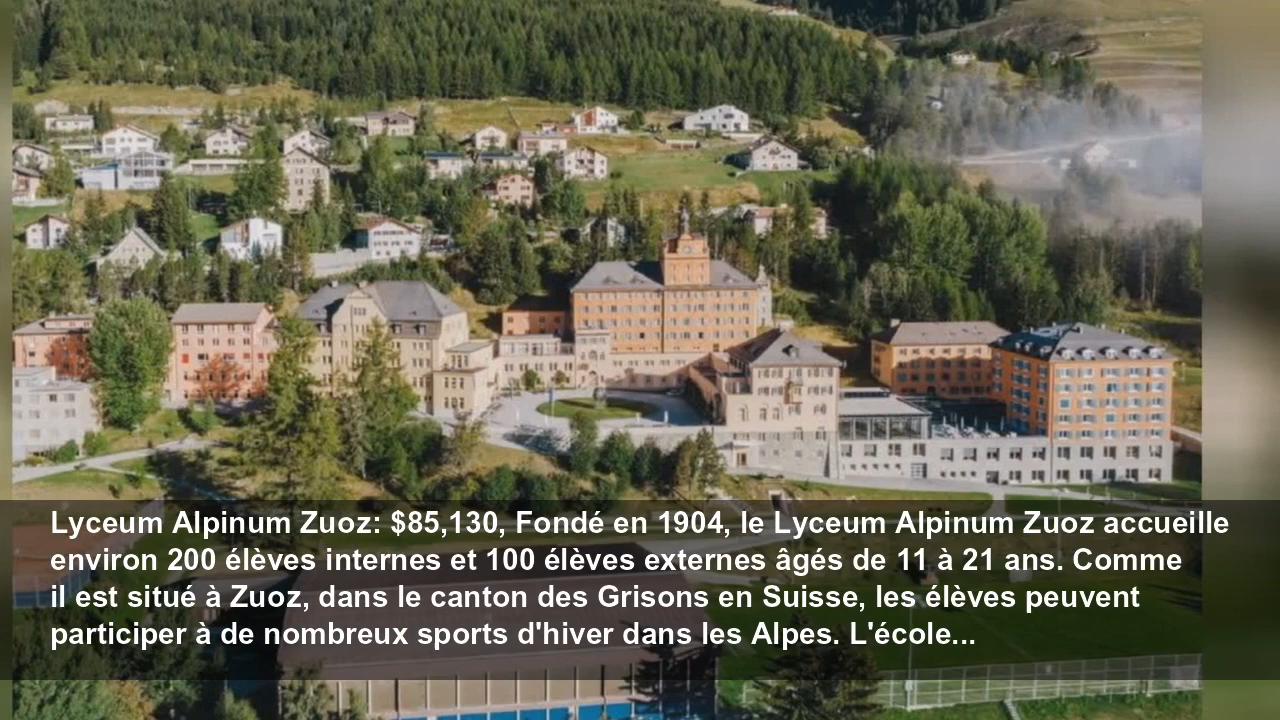 Lyceum Alpinum Zuoz: $85,130, Fondé en 1904, le Lyceum Alpinum Zuoz accueille
environ 200 élèves internes et 100 élèves externes âgés de 11 à 21 ans. Comme
il est situé à Zuoz, dans le canton des Grisons en Suisse, les élèves peuvent
participer à de nombreux sports d'hiver dans les Alpes. L'école...